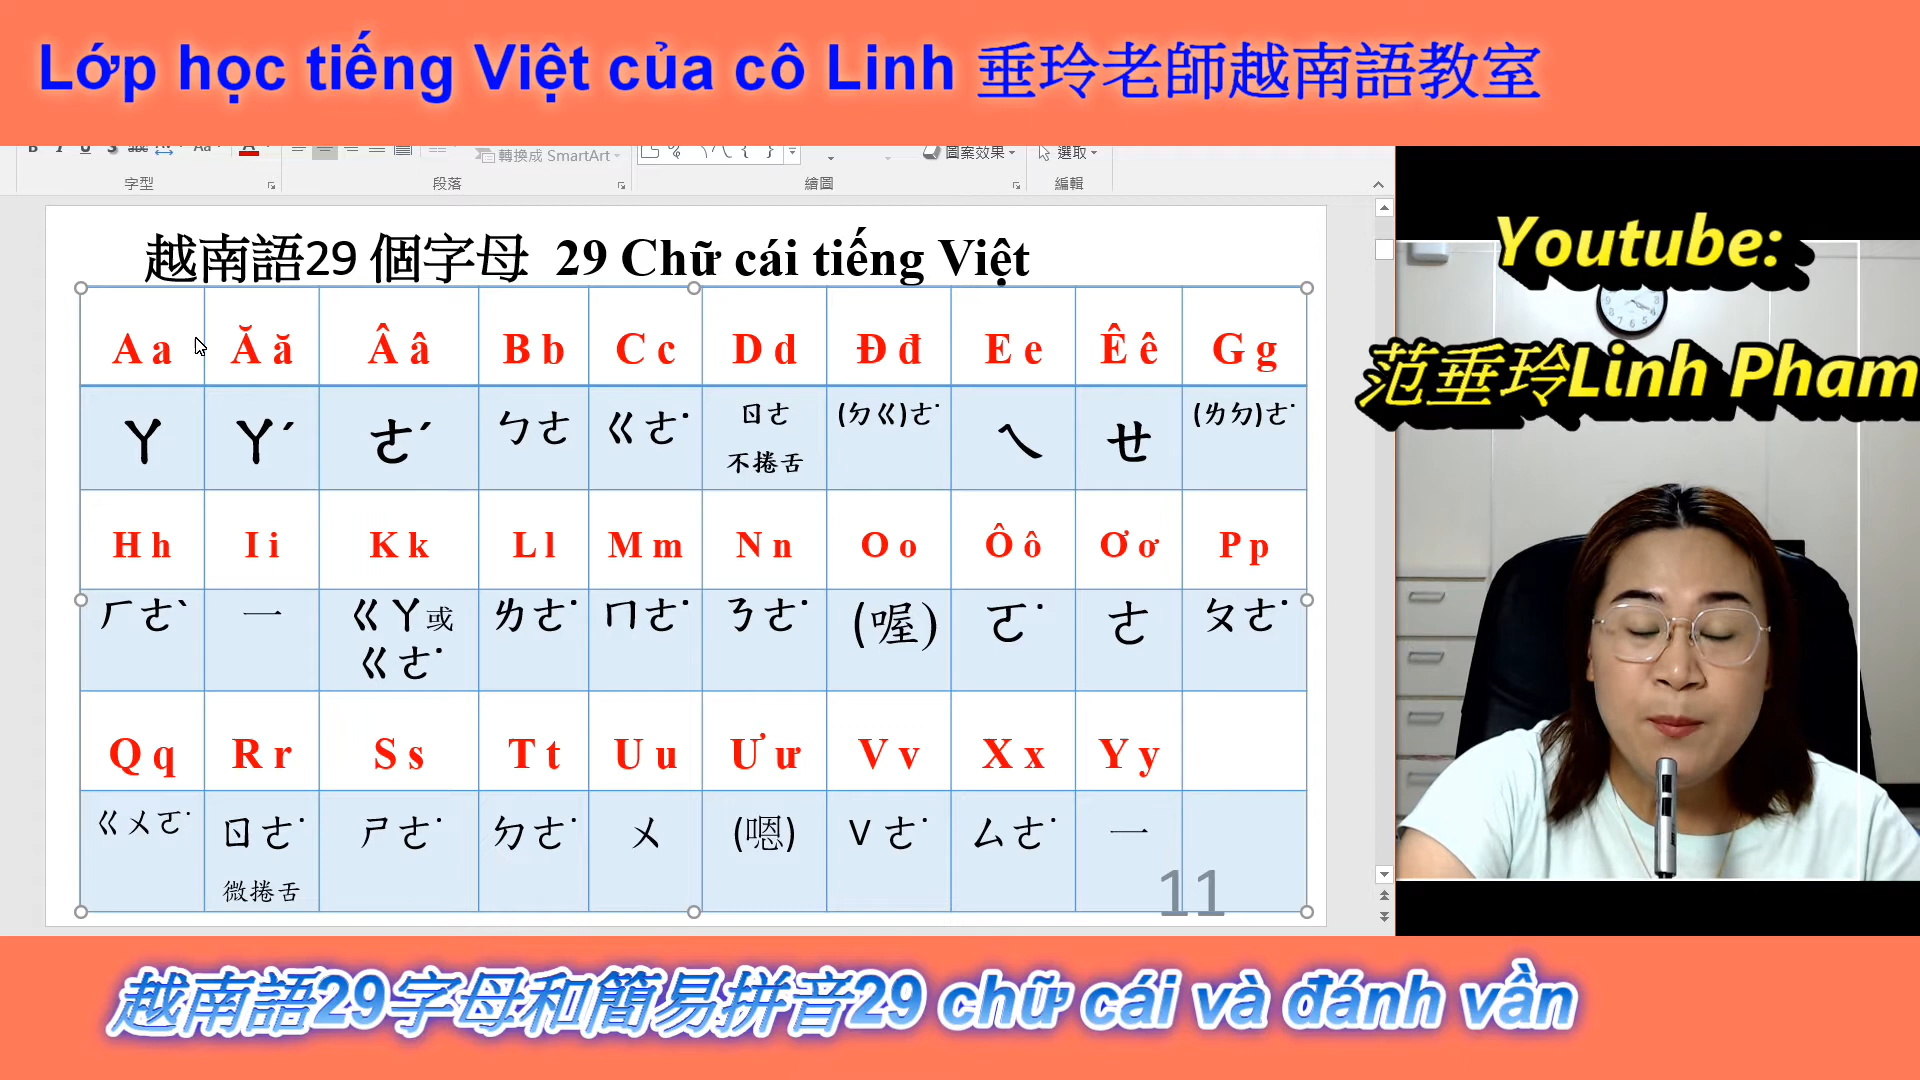 Lớp học tiếng Việt của cô Linh 垂玲老師越南語教室
轉換成 SmartArt
圖案效果
選取
字型
段落
繪圖
編輯
越南語29 個字母 29 Chữ cái tiếng Việt
A a Ă ă Â â B b C c D d Đ đ E e Ê ê G g
ㄚ ㄚˊ ㄜˊ ㄅㄜ ㄍㄜ˙ ㄖㄜ (ㄉㄍ)ㄜ˙ ㄟ ㄝ (ㄌㄉ)ㄜ˙
不捲舌
H h I i K k L l M m N n O o Ô ô Ơ ơ P p
ㄏㄜˋ ㄧ ㄍㄚ或 ㄌㄜ˙ ㄇㄜ˙ ㄋㄜ˙ (喔) ㄛ˙ ㄜ ㄆㄜ˙
ㄍㄜ˙
Q q R r S s T t U u Ư ư V v X x Y y
ㄍㄨㄛ˙ ㄖㄜ˙ ㄕㄜ˙ ㄉㄜ˙ ㄨ (嗯) V ㄜ˙ ㄙㄜ˙ ㄧ
微捲舌
11
Youtube:
范垂玲Linh Pham
越南語29字母和簡易拼音29 chữ cái và đánh vần